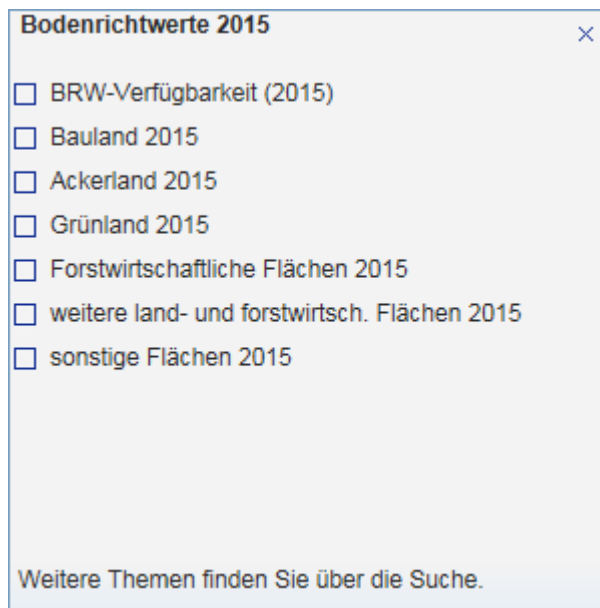 Bodenrichtwerte 2015
BRW-Verfügbarkeit (2015)
Bauland 2015
Ackerland 2015
Grünland 2015
Forstwirtschaftliche Flächen 2015
weitere land- und forstwirtsch. Flächen 2015
sonstige Flächen 2015
Weitere Themen finden Sie über die Suche.